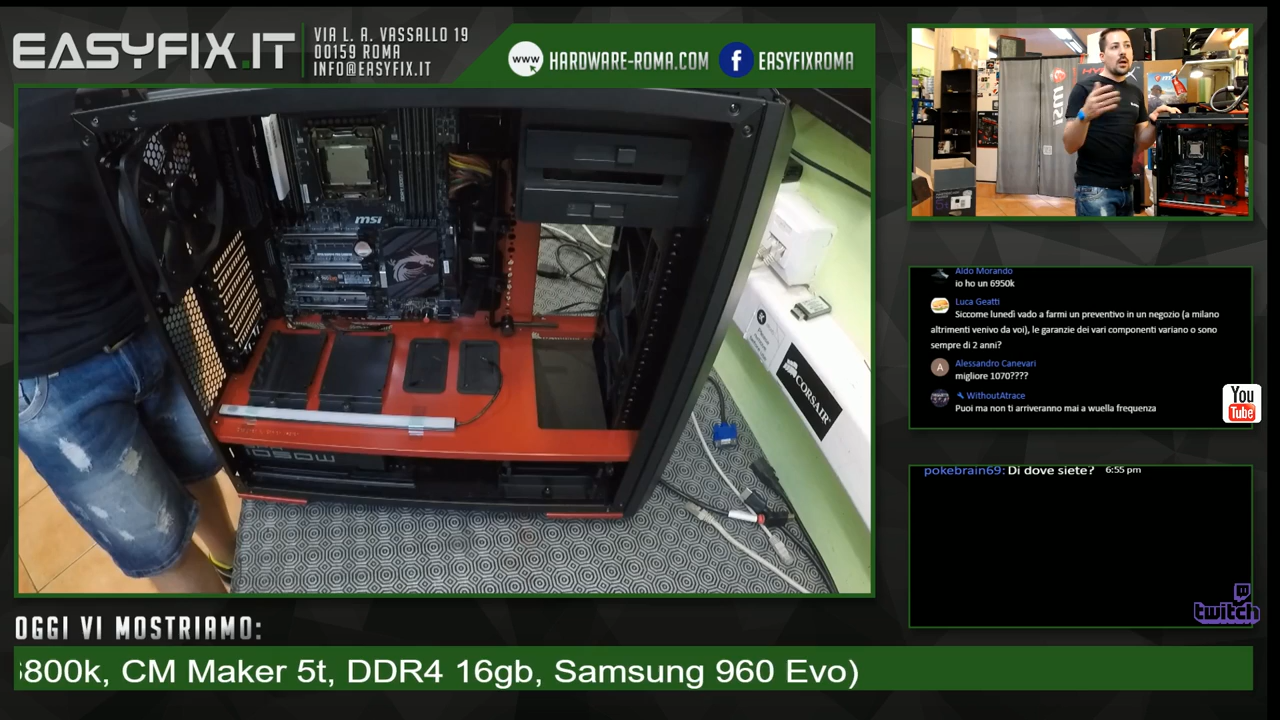 EASYFIX.IT
VIA L. A. VASSALLO 19
00159 ROMA
INFO@EASYFIX.IT
www
HARDWARE-ROMA.COM
f
EASYFIXROMA
msi
1050W
CORSAIR
msi
Aldo Morando
io ho un 6950k
Luca Geatti
Siccome lunedì vado a farmi un preventivo in un negozio (a milano
altrimenti venivo da voi), le garanzie dei vari componenti variano o sono
sempre di 2 anni?
A
Alessandro Canevari
migliore 1070????
WithoutAtrace
Puoi ma non ti arriveranno mai a wuella frequenza
You
Tube
pokebrain69: Di dove siete? 6:55 pm
twitch
OGGI VI MOSTRIAMO:
800k, CM Maker 5t, DDR4 16gb, Samsung 960 Evo)